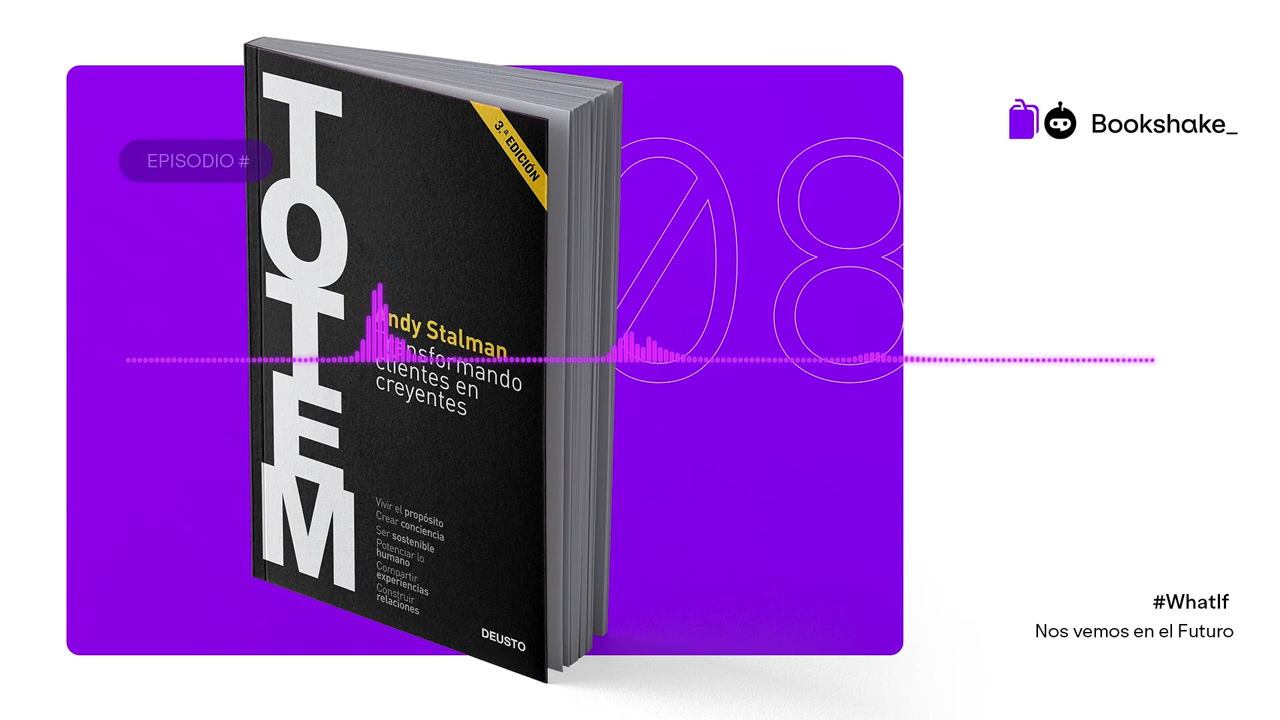 EPISODIO #
08
TOTEM
3.ª EDICIÓN
Andy Stalman
Transformando
clientes en
creyentes
Vivir el propósito
Crear conciencia
Ser sostenible
Potenciar lo
humano
Compartir
experiencias
Construir
relaciones
DEUSTO
Bookshake_
#WhatIf
Nos vemos en el Futuro